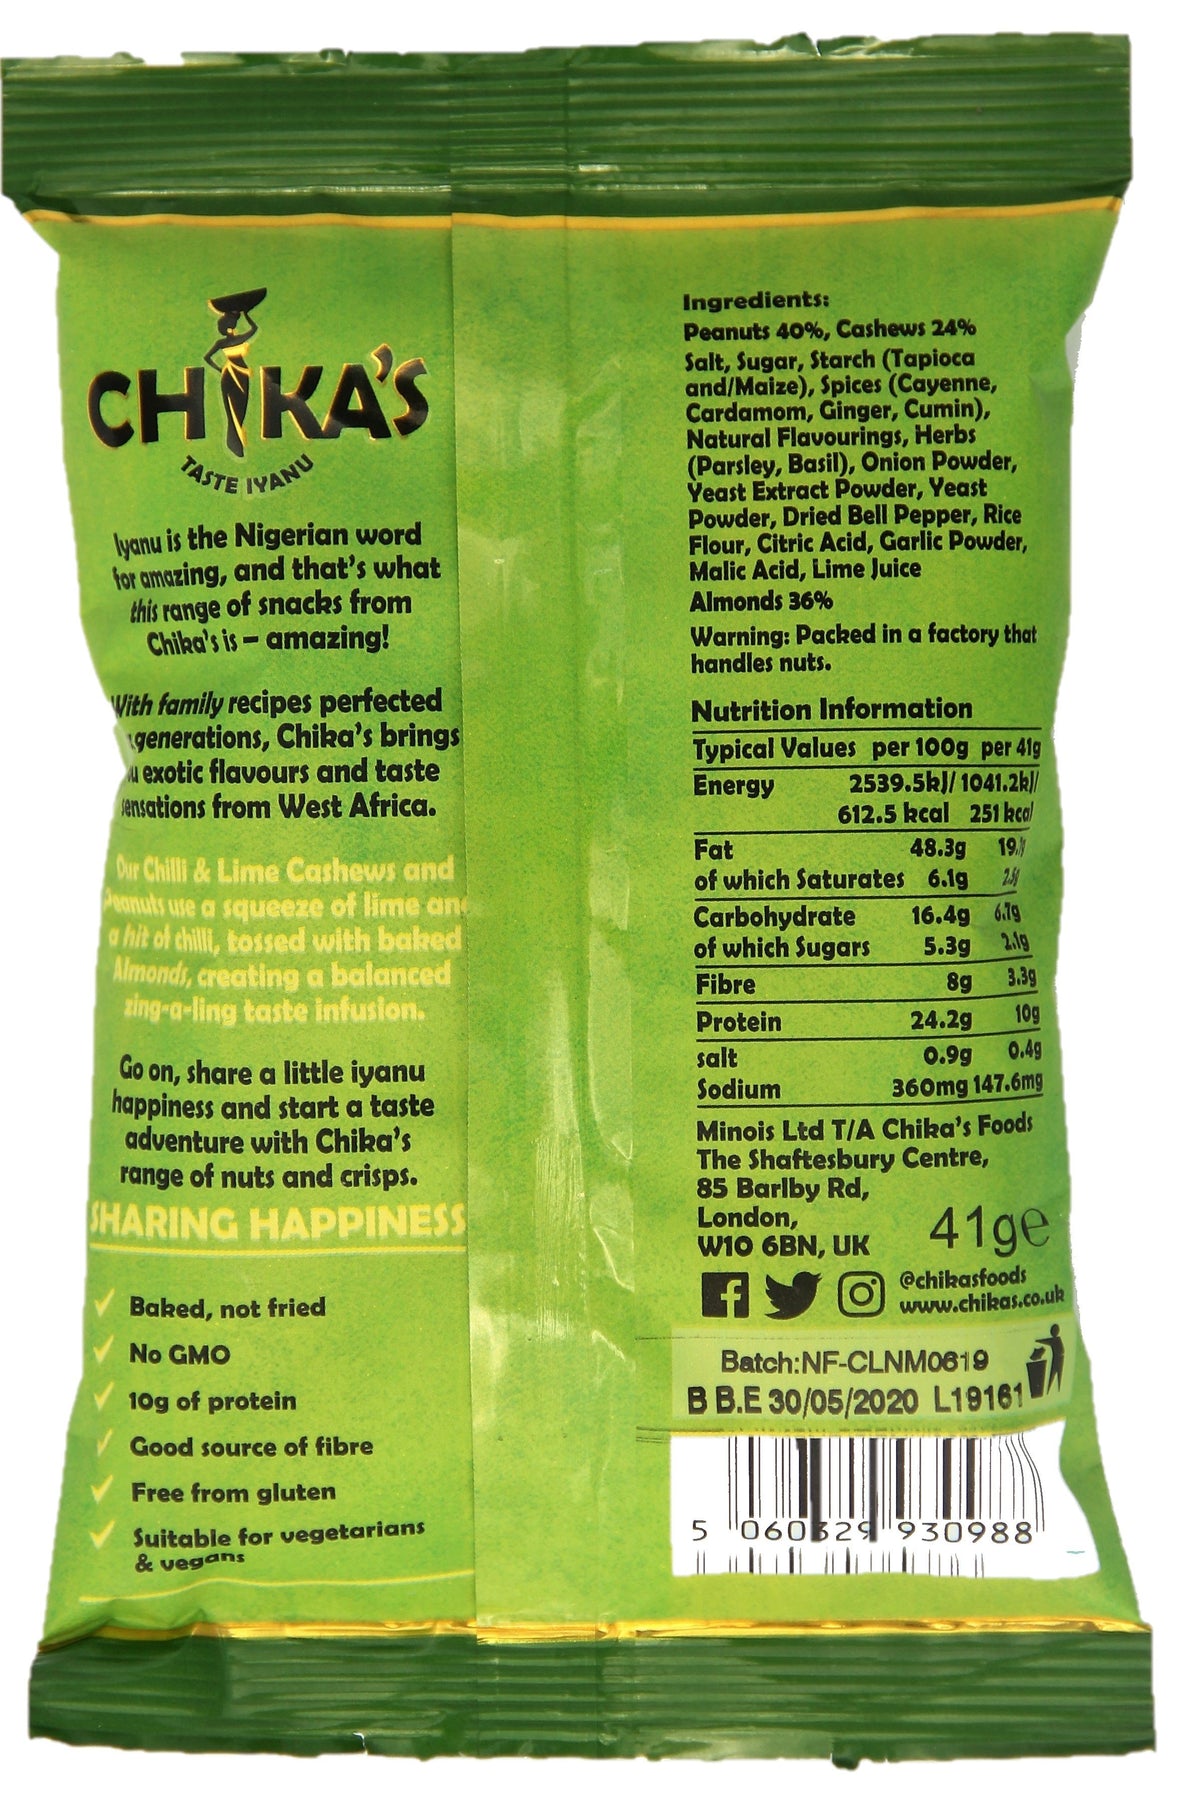 CHIKA'S
TASTE IYANU
Iyanu is the Nigerian word
for amazing, and that's what
this range of snacks from
Chika's is – amazing!
With family recipes perfected
generations, Chika's brings
exotic flavours and taste
sensations from West Africa.
Our Chilli & Lime Cashews and
Peanuts use a squeeze of lime and
a hit of chilli, tossed with baked
Almonds, creating a balanced
zing-a-ling taste infusion.
Go on, share a little iyanu
happiness and start a taste
adventure with Chika's
range of nuts and crisps.
SHARING HAPPINESS
Baked, not fried
No GMO
10g of protein
Good source of fibre
Free from gluten
Suitable for vegetarians
& vegans
Ingredients:
Peanuts 40%, Cashews 24%
Salt, Sugar, Starch (Tapioca
and/Maize), Spices (Cayenne,
Cardamom, Ginger, Cumin),
Natural Flavourings, Herbs
(Parsley, Basil), Onion Powder,
Yeast Extract Powder, Yeast
Powder, Dried Bell Pepper, Rice
Flour, Citric Acid, Garlic Powder,
Malic Acid, Lime Juice
Almonds 36%
Warning: Packed in a factory that
handles nuts.
Nutrition Information
Typical Values per 100g per 41g
Energy 2539.5kJ/ 1041.2kJ/
612.5 kcal 251 kcal
Fat 48.3g
of which Saturates 6.1g
Carbohydrate 16.4g 6.7g
of which Sugars 5.3g 2.1g
Fibre 8g 3.3g
Protein 24.2g 10g
salt 0.9g 0.4g
Sodium 360mg 147.6mg
Minois Ltd T/A Chika's Foods
The Shaftesbury Centre,
85 Barlby Rd,
London,
W10 6BN, UK
41g℮
@chikasfoods
www.chikas.co.uk
Batch:NF-CLNM0619
B B.E 30/05/2020 L19161
5 060329 930988